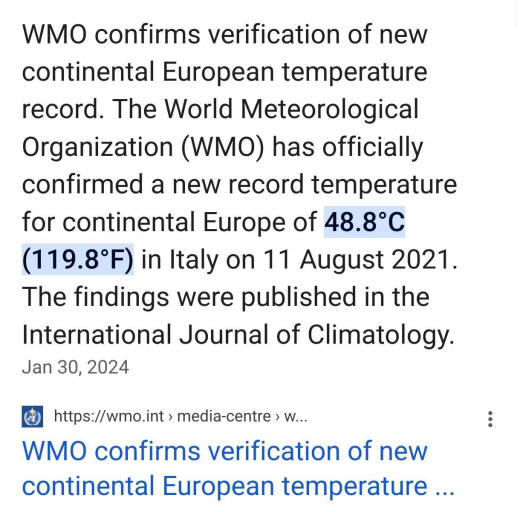 WMO confirms verification of new
continental European temperature
record. The World Meteorological
Organization (WMO) has officially
confirmed a new record temperature
for continental Europe of 48.8°C
(119.8°F) in Italy on 11 August 2021.
The findings were published in the
International Journal of Climatology.
Jan 30, 2024
https://wmo.int › media-centre › w...
WMO confirms verification of new
continental European temperature ...